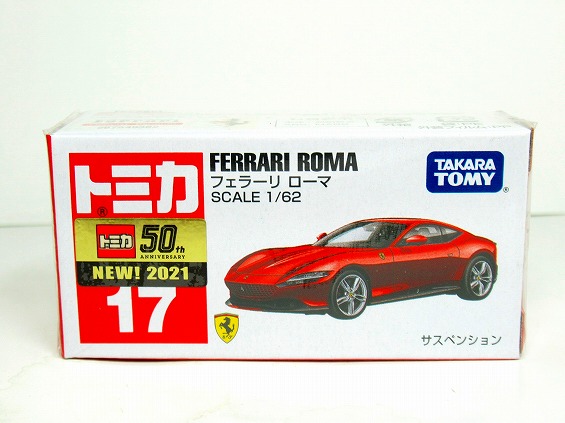 トミカ
FERRARI ROMA
フェラーリ ローマ
SCALE 1/62
TAKARA
TOMY
トミカ 50th
ANNIVERSARY
NEW! 2021
17
サスペンション